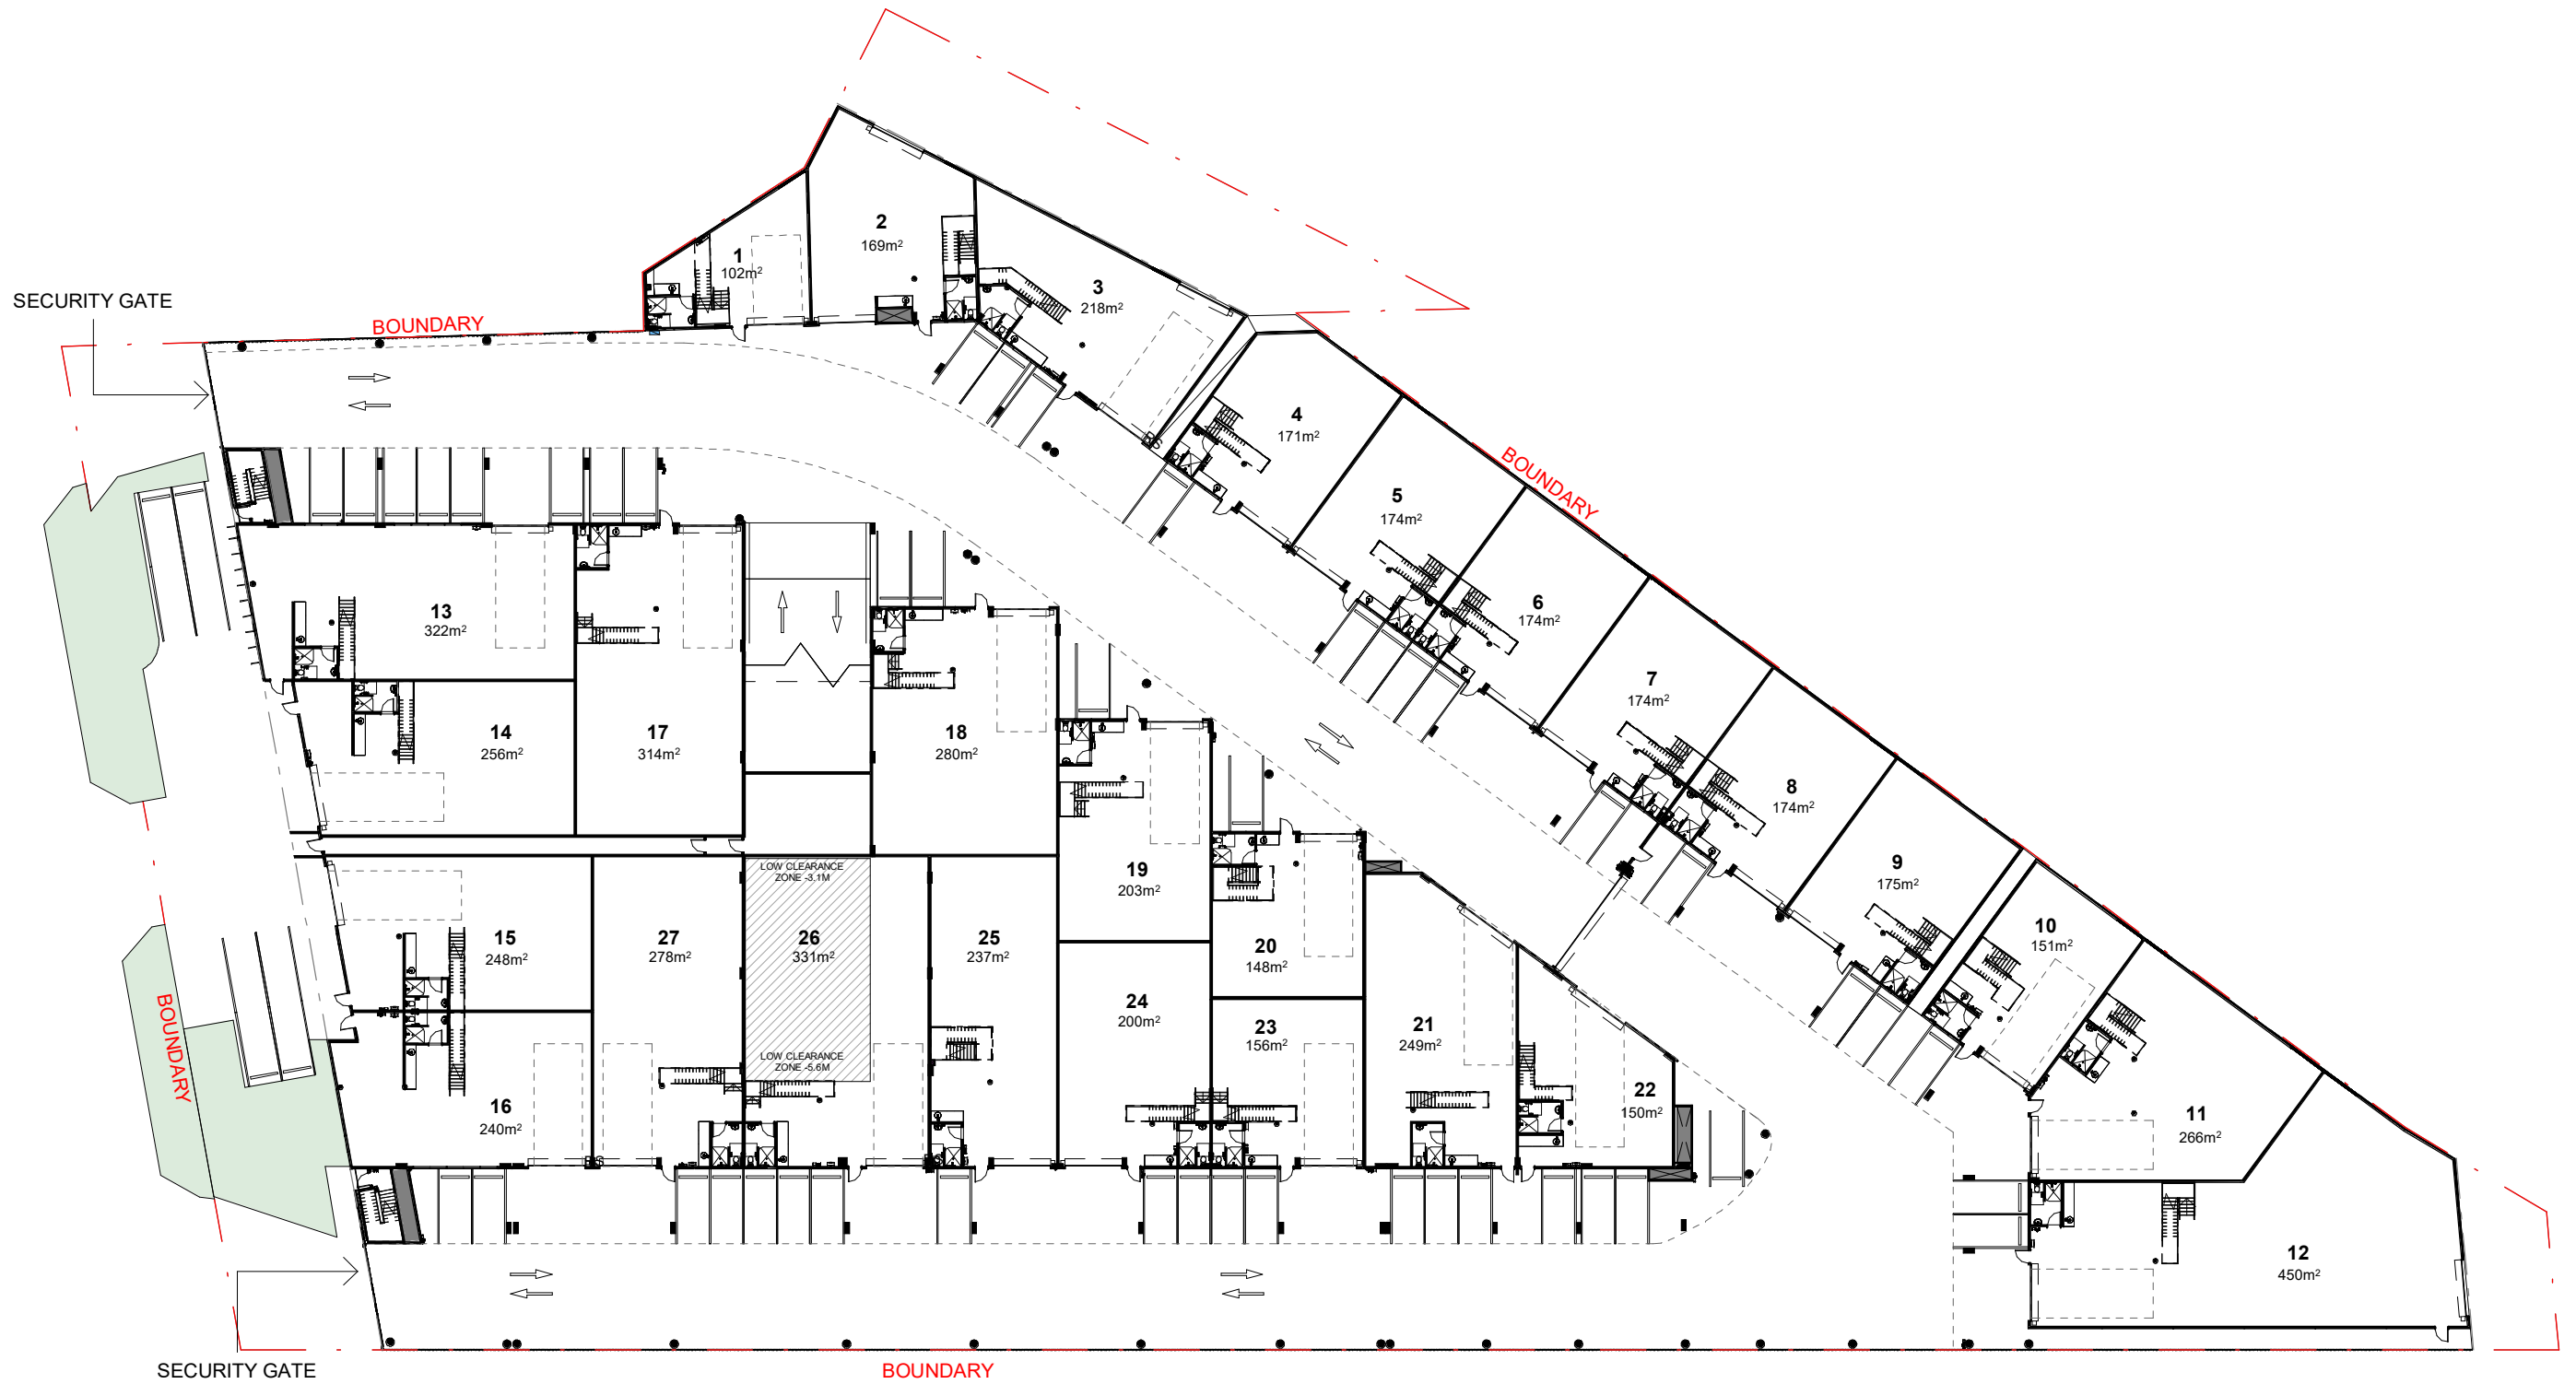 SECURITY GATE
BOUNDARY
1
102m²
2
169m²
3
218m²
4
171m²
BOUNDARY
5
174m²
6
174m²
7
174m²
8
174m²
9
175m²
10
151m²
11
266m²
12
450m²
13
322m²
14
256m²
17
314m²
18
280m²
19
203m²
20
148m²
LOW CLEARANCE
ZONE -3.1M
15
248m²
27
278m²
26
331m²
25
237m²
24
200m²
23
156m²
21
249m²
22
150m²
LOW CLEARANCE
ZONE -5.6M
16
240m²
BOUNDARY
SECURITY GATE
BOUNDARY